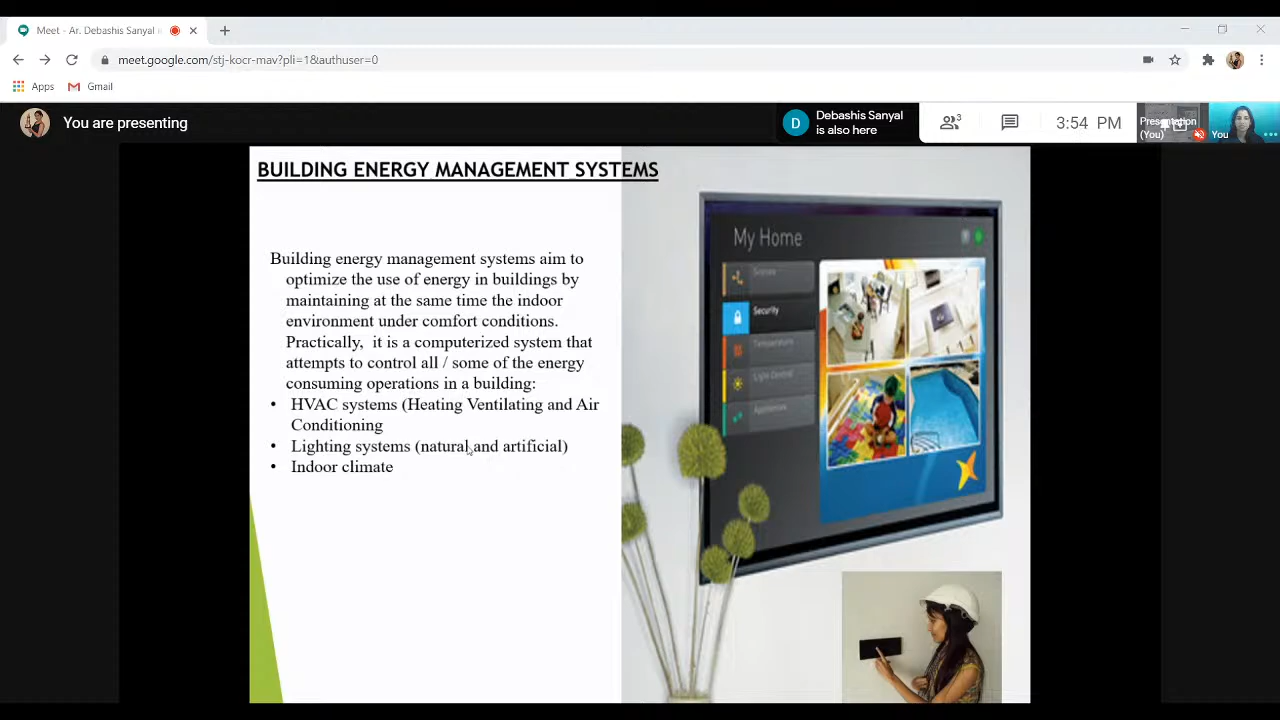 Meet - Ar. Debashis Sanyal i
meet.google.com/stj-kocr-mav?pli=1&authuser=0
Apps
Gmail
You are presenting
D
Debashis Sanyal
is also here
3
3:54 PM
Presentation
(You)
You
BUILDING ENERGY MANAGEMENT SYSTEMS
Building energy management systems aim to
optimize the use of energy in buildings by
maintaining at the same time the indoor
environment under comfort conditions.
Practically, it is a computerized system that
attempts to control all / some of the energy
consuming operations in a building:
• HVAC systems (Heating Ventilating and Air
Conditioning
• Lighting systems (natural and artificial)
• Indoor climate
My Home
Security
Temperature
Light Control
Appliances